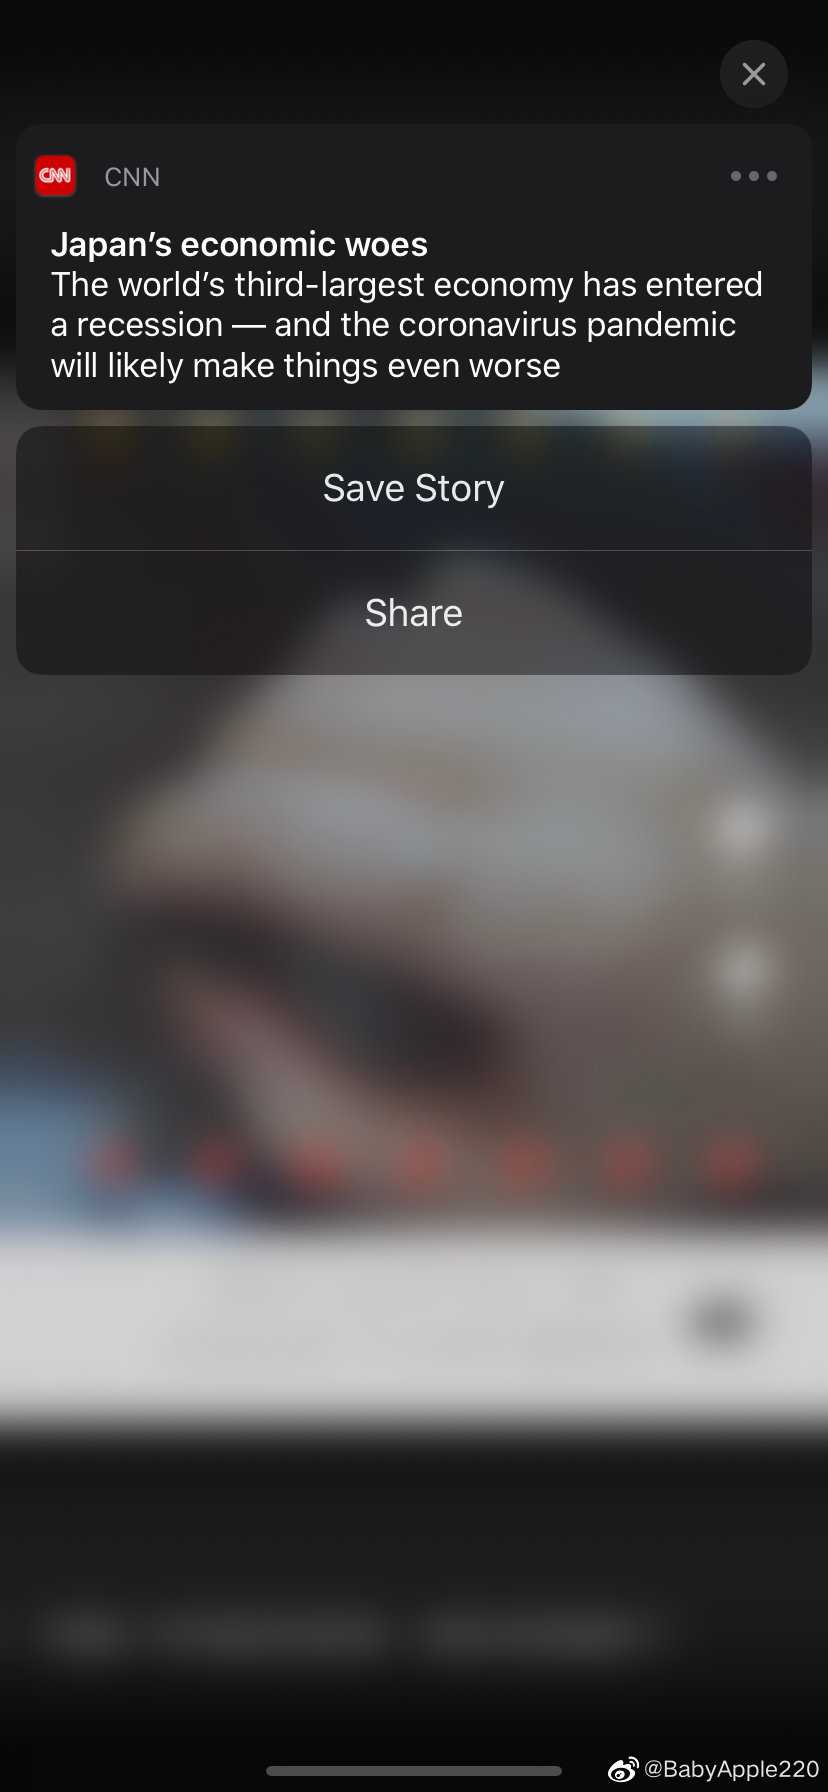 CNN
CNN
Japan's economic woes
The world's third-largest economy has entered
a recession — and the coronavirus pandemic
will likely make things even worse
Save Story
Share
@BabyApple220